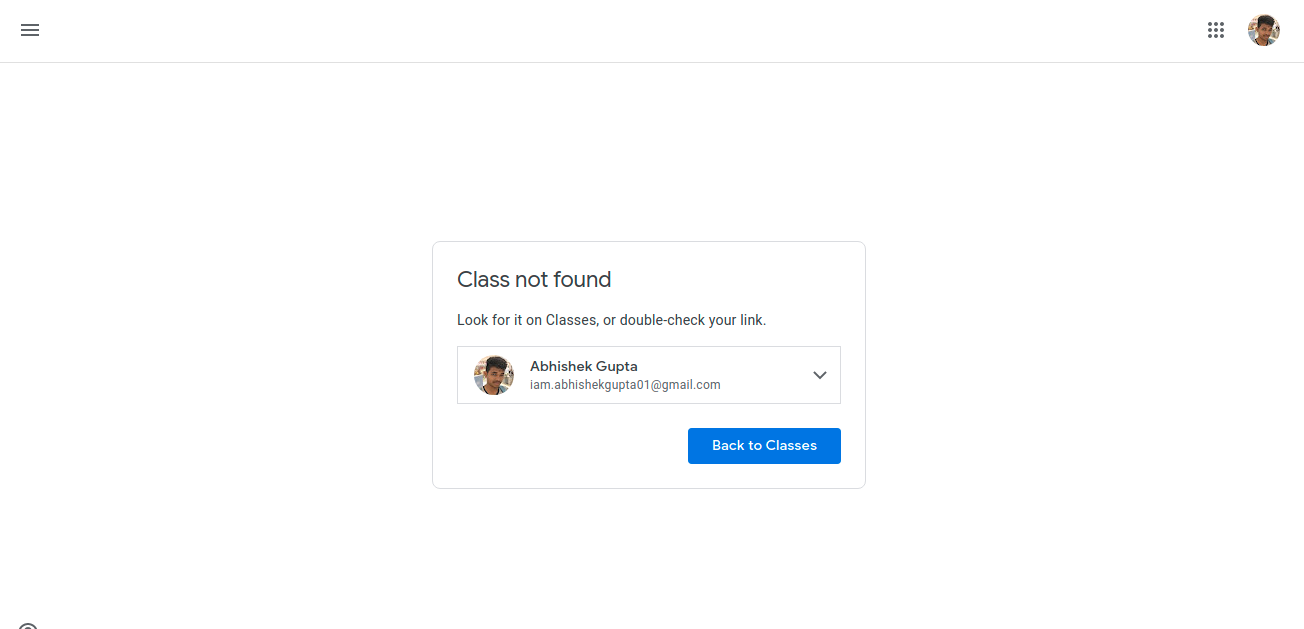 Class not found
Look for it on Classes, or double-check your link.
Abhishek Gupta
iam.abhishekgupta01@gmail.com
Back to Classes